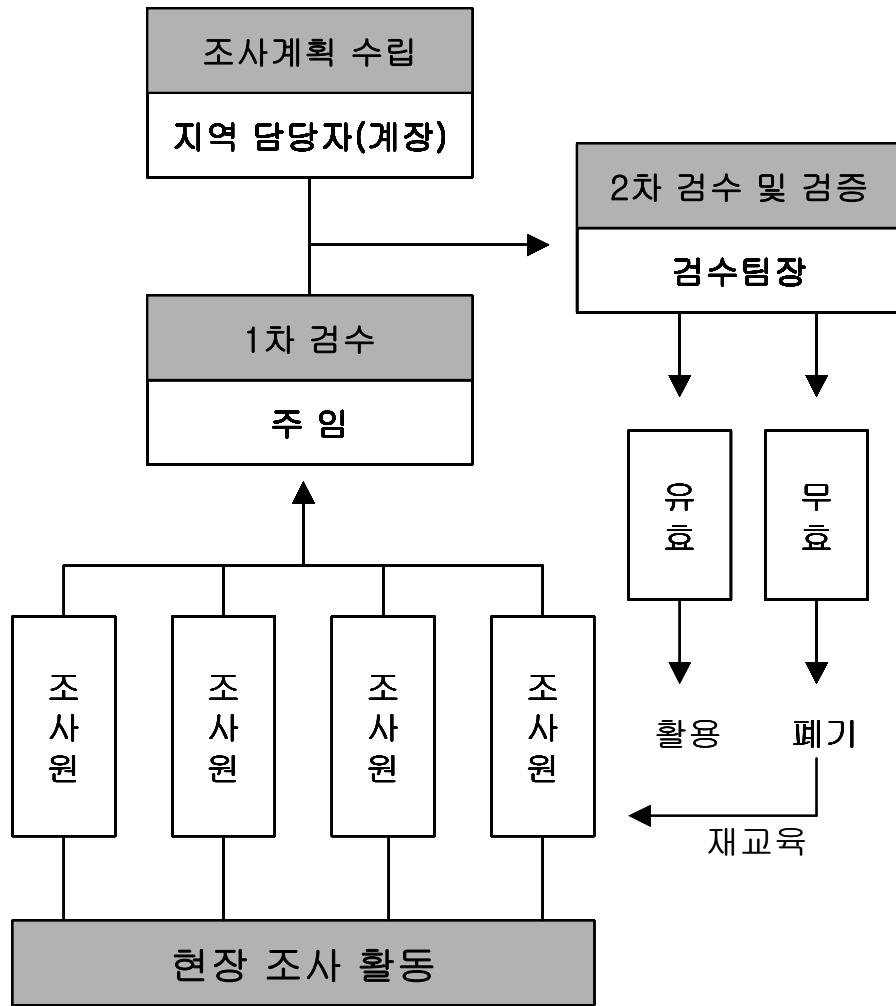 조사계획 수립
지역 담당자(계장)
2차 검수 및 검증
검수팀장
1차 검수
주 임
유효
무효
조사원
조사원
조사원
조사원
활용
폐기
재교육
현장 조사 활동